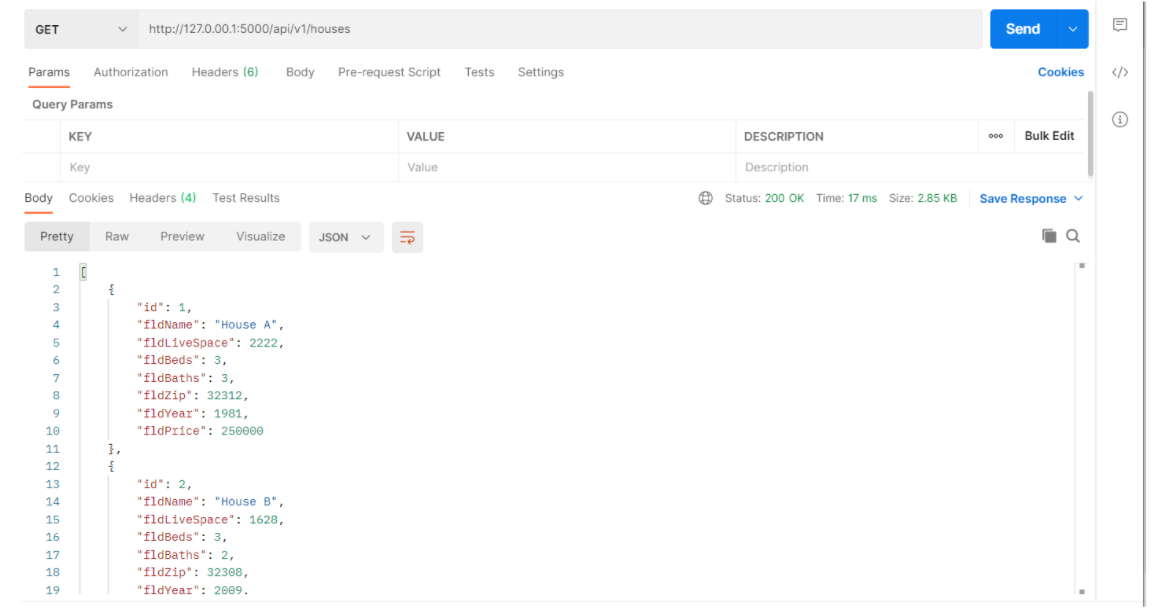 GET http://127.0.00.1:5000/api/v1/houses Send
Params Authorization Headers (6) Body Pre-request Script Tests Settings Cookies
Query Params
KEY VALUE DESCRIPTION ooo Bulk Edit
Key Value Description
Body Cookies Headers (4) Test Results Status: 200 OK Time: 17 ms Size: 2.85 KB Save Response
Pretty Raw Preview Visualize JSON
1 [
2 {
3 "id": 1,
4 "fldName": "House A",
5 "fldLiveSpace": 2222,
6 "fldBeds": 3,
7 "fldBaths": 3,
8 "fldZip": 32312,
9 "fldYear": 1981,
10 "fldPrice": 250000
11 },
12 {
13 "id": 2,
14 "fldName": "House B",
15 "fldLiveSpace": 1628,
16 "fldBeds": 3,
17 "fldBaths": 2,
18 "fldZip": 32308,
19 "fldYear": 2009,